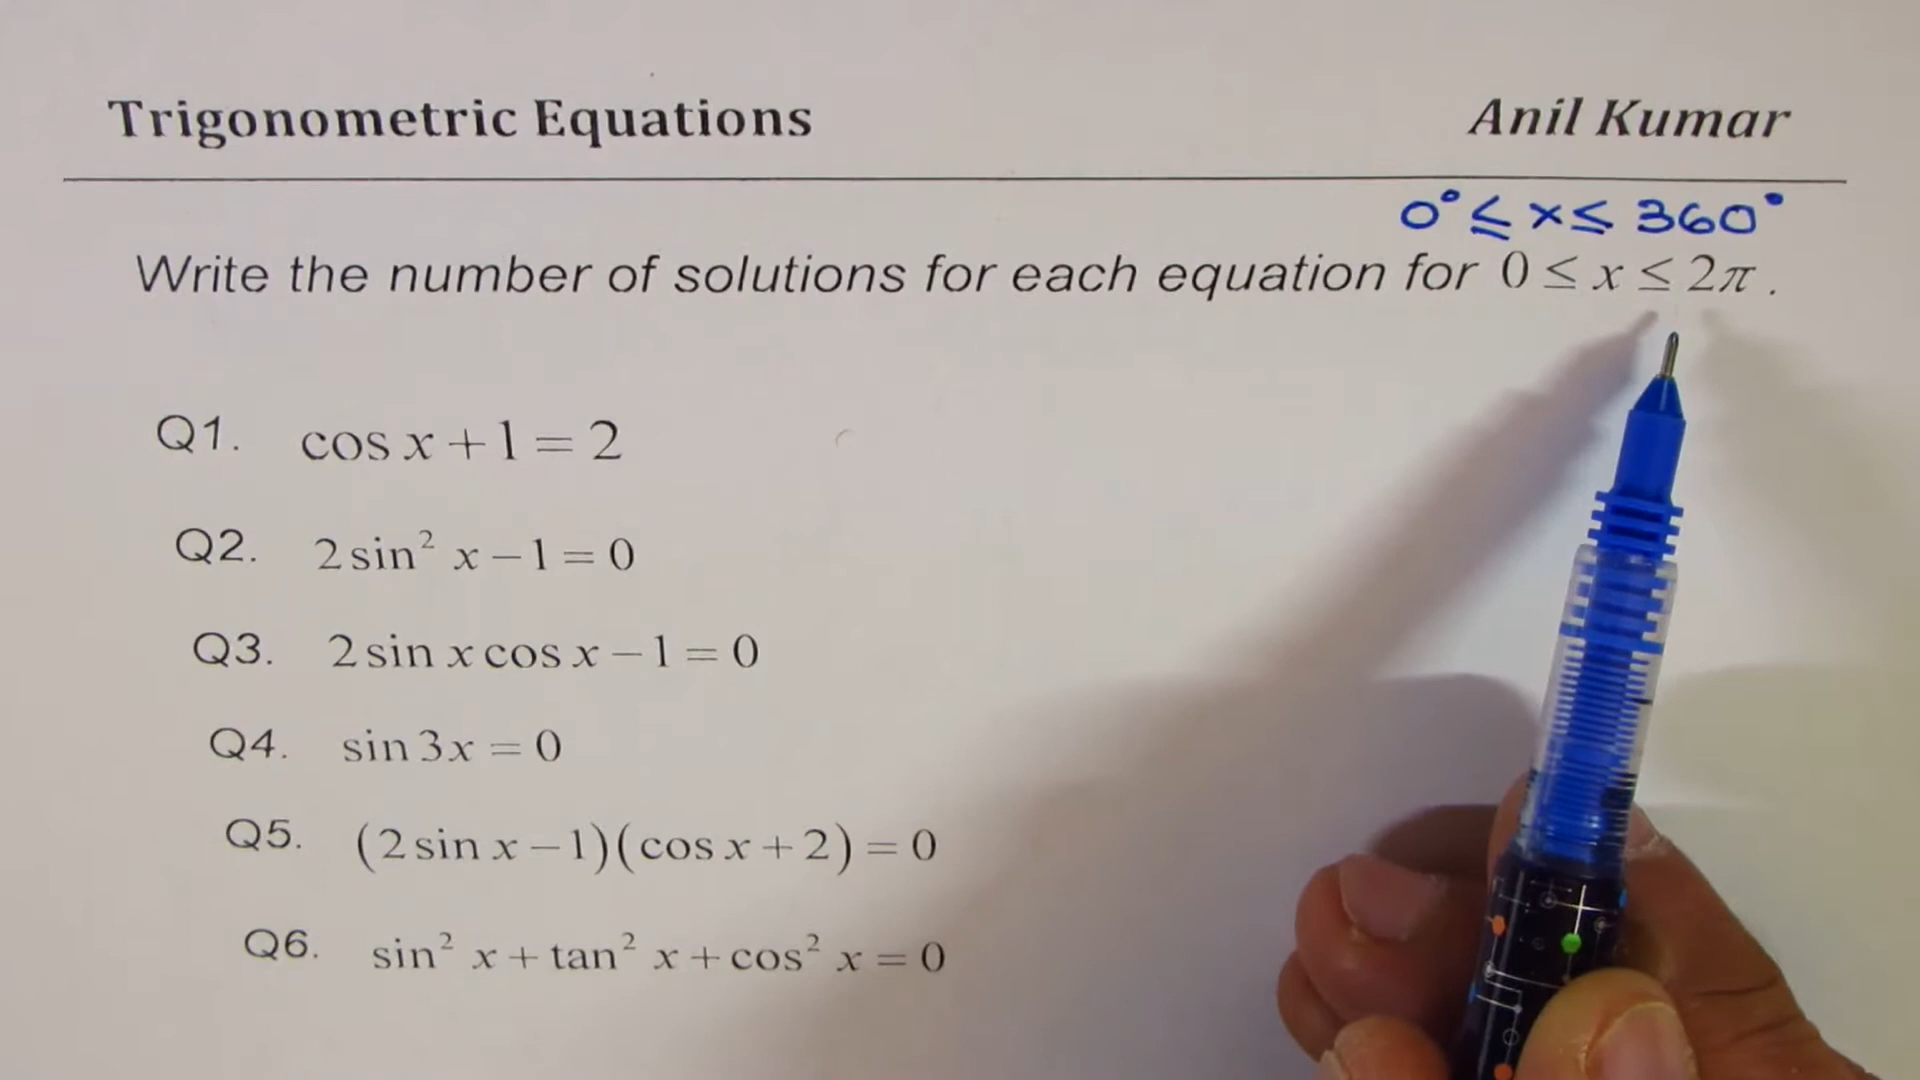 Trigonometric Equations Anil Kumar
0° ≤ x ≤ 360°
Write the number of solutions for each equation for 0 ≤ x ≤ 2π.
Q1. cos x + 1 = 2
Q2. 2 sin² x − 1 = 0
Q3. 2 sin x cos x − 1 = 0
Q4. sin 3x = 0
Q5. (2 sin x − 1)(cos x + 2) = 0
Q6. sin² x + tan² x + cos² x = 0